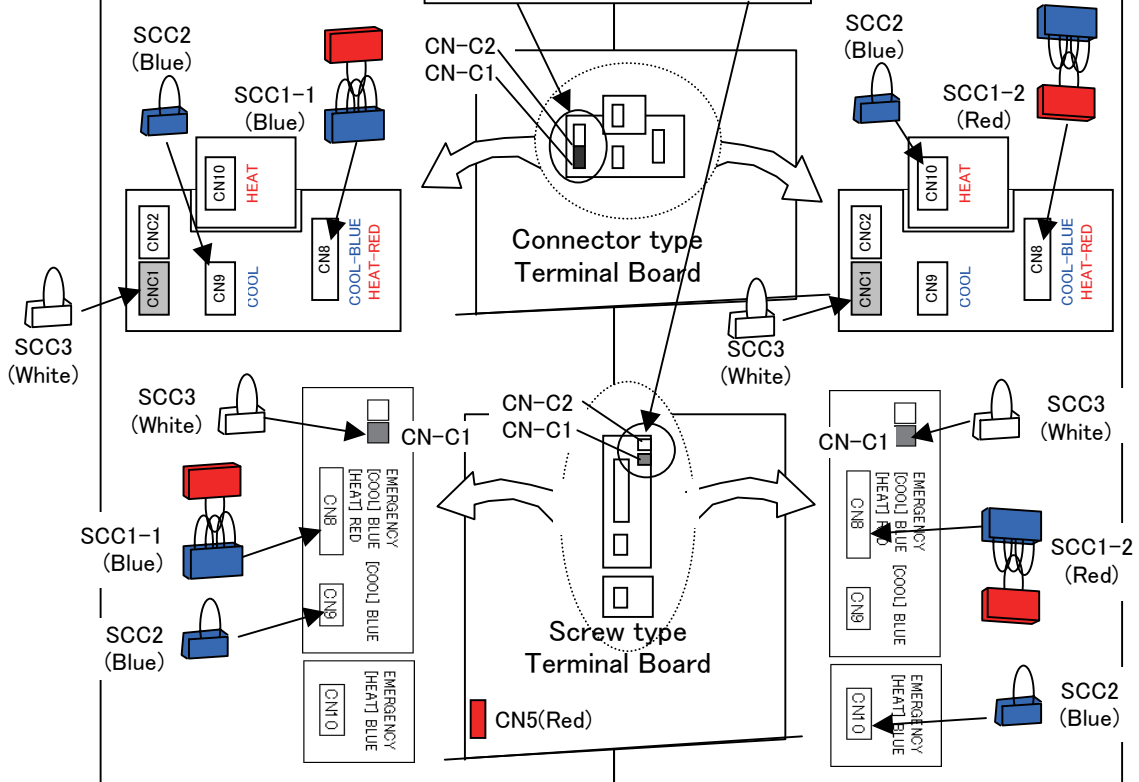 SCC2
(Blue)
SCC1-1
(Blue)
CN10
HEAT
CNC2
CNC1
CN9
COOL
CN8
COOL-BLUE
HEAT-RED
SCC3
(White)
CN-C2
CN-C1
Connector type
Terminal Board
SCC2
(Blue)
SCC1-2
(Red)
CN10
HEAT
CNC2
CNC1
CN9
COOL
CN8
COOL-BLUE
HEAT-RED
SCC3
(White)
SCC3
(White)
CN-C1
EMERGENCY
[COOL] BLUE
[HEAT] RED
CN8
SCC1-1
(Blue)
[COOL] BLUE
CN9
SCC2
(Blue)
EMERGENCY
[HEAT] BLUE
CN10
CN-C2
CN-C1
Screw type
Terminal Board
CN5(Red)
SCC3
(White)
CN-C1
EMERGENCY
[COOL] BLUE
[HEAT] RED
CN8
SCC1-2
(Red)
[COOL] BLUE
CN9
EMERGENCY
[HEAT] BLUE
CN10
SCC2
(Blue)